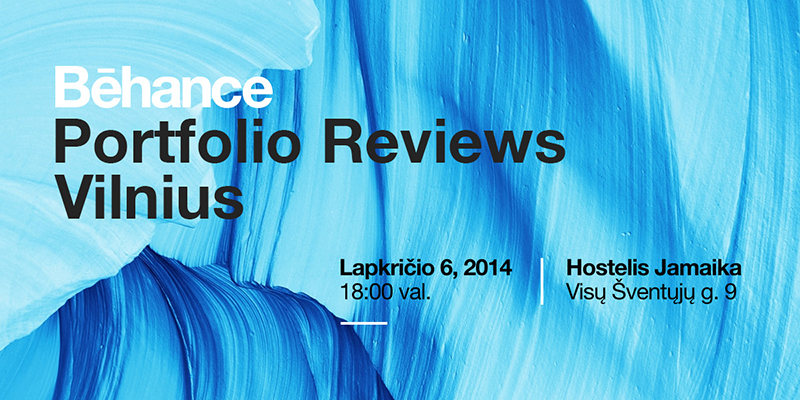 Bēhance
Portfolio Reviews
Vilnius
Lapkričio 6, 2014
18:00 val.
Hostelis Jamaika
Visų Šventųjų g. 9